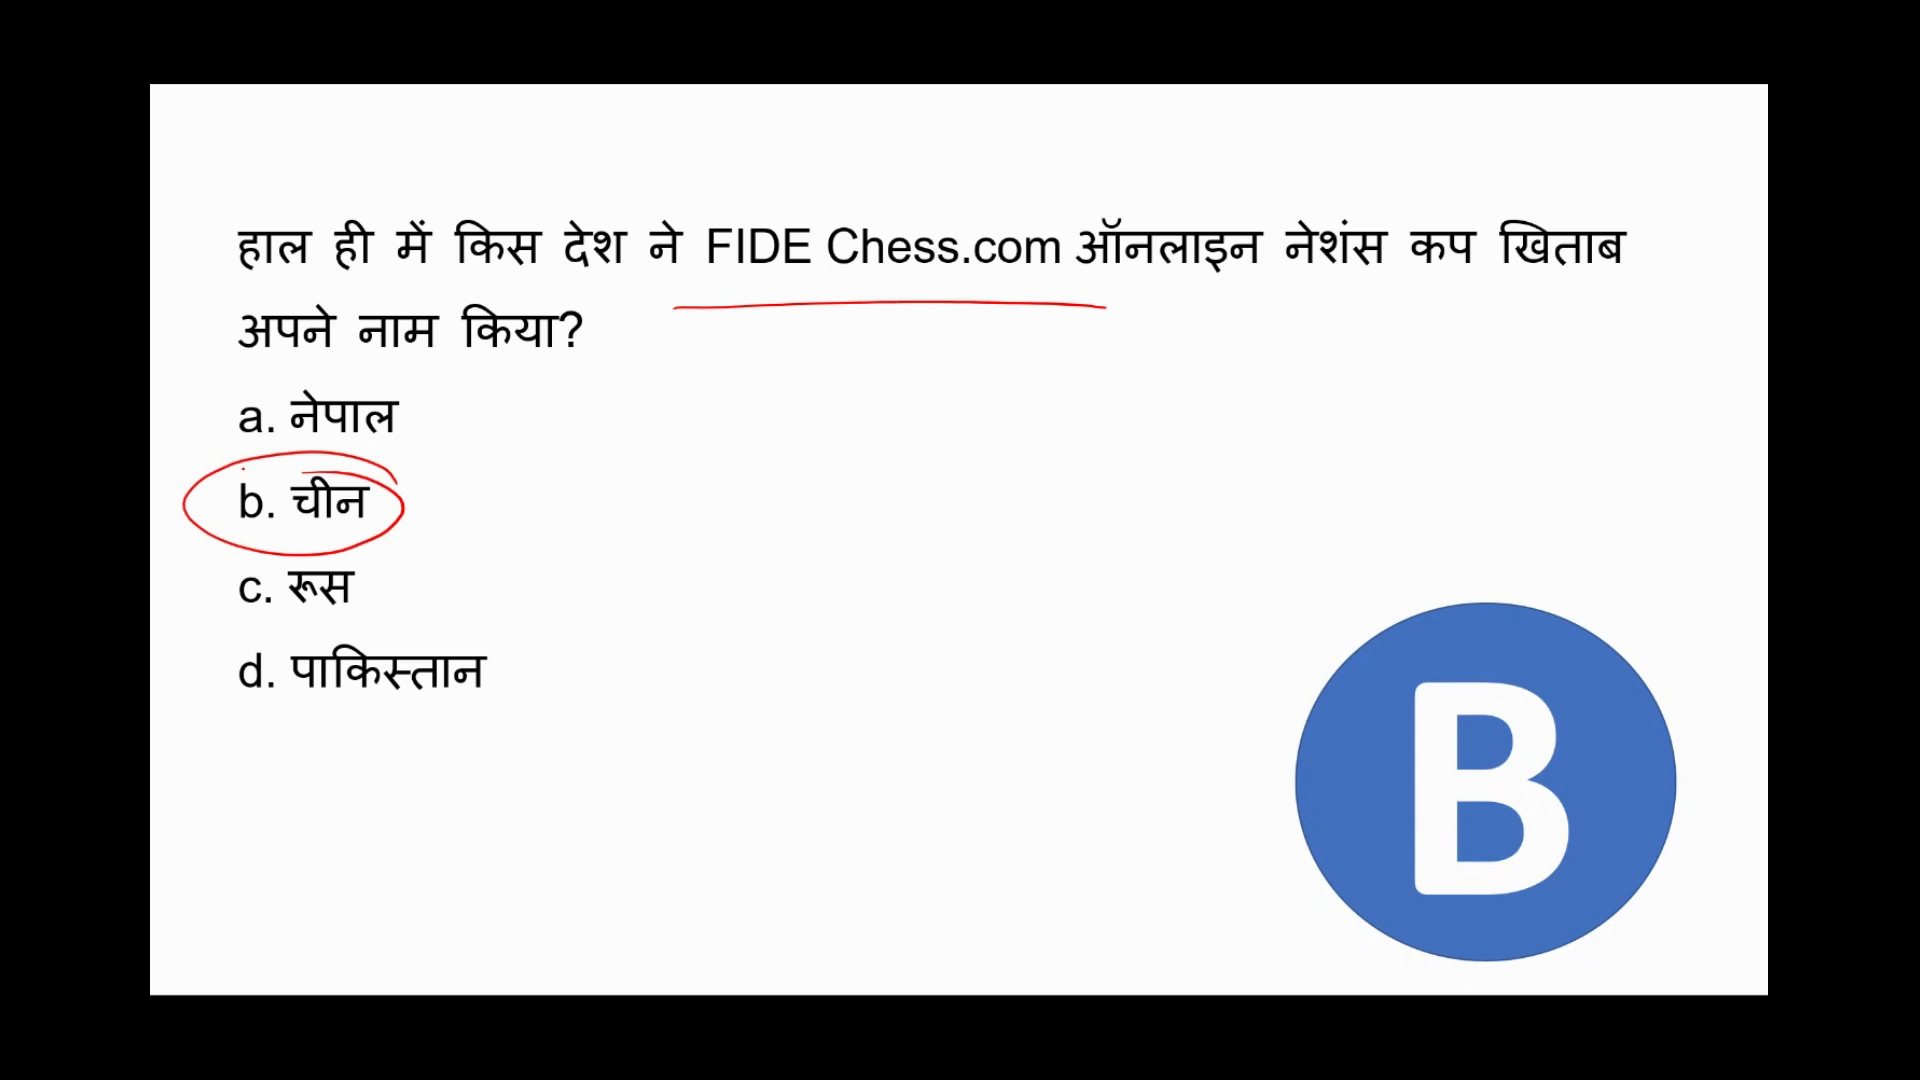 हाल ही में किस देश ने FIDE Chess.com ऑनलाइन नेशंस कप खिताब
अपने नाम किया?
a. नेपाल
b. चीन
c. रूस
d. पाकिस्तान
B